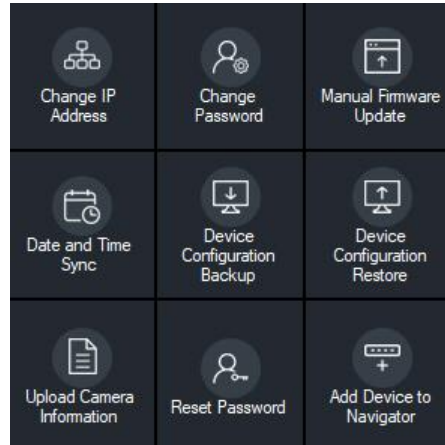 Change IP
Address
Change
Password
Manual Firmware
Update
Date and Time
Sync
Device
Configuration
Backup
Device
Configuration
Restore
Upload Camera
Information
Reset Password
Add Device to
Navigator